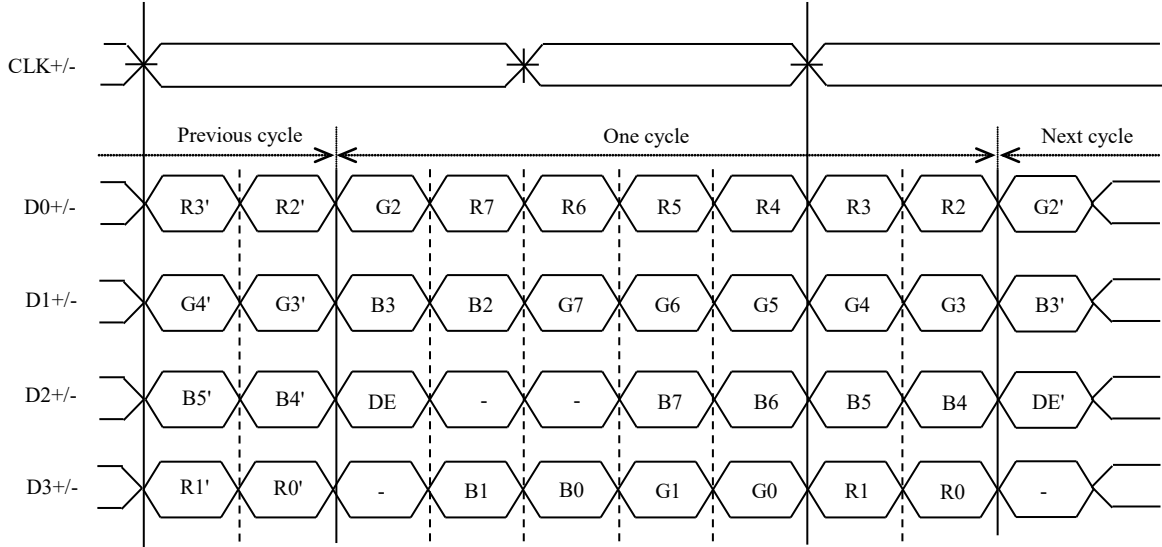 CLK+/-
Previous cycle One cycle Next cycle
D0+/- R3' R2' G2 R7 R6 R5 R4 R3 R2 G2'
D1+/- G4' G3' B3 B2 G7 G6 G5 G4 G3 B3'
D2+/- B5' B4' DE - - B7 B6 B5 B4 DE'
D3+/- R1' R0' - B1 B0 G1 G0 R1 R0 -